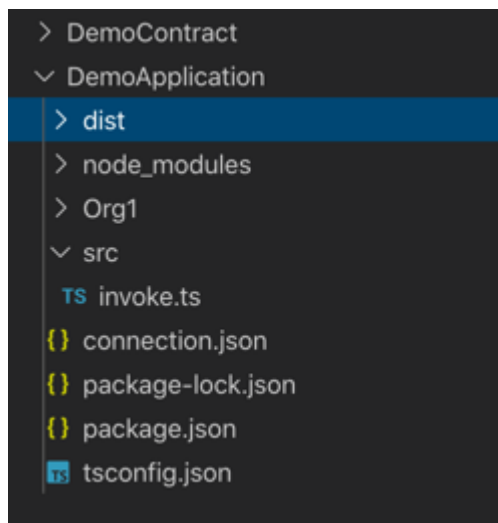 DemoContract
DemoApplication
dist
node_modules
Org1
src
TS invoke.ts
{} connection.json
{} package-lock.json
{} package.json
TS tsconfig.json